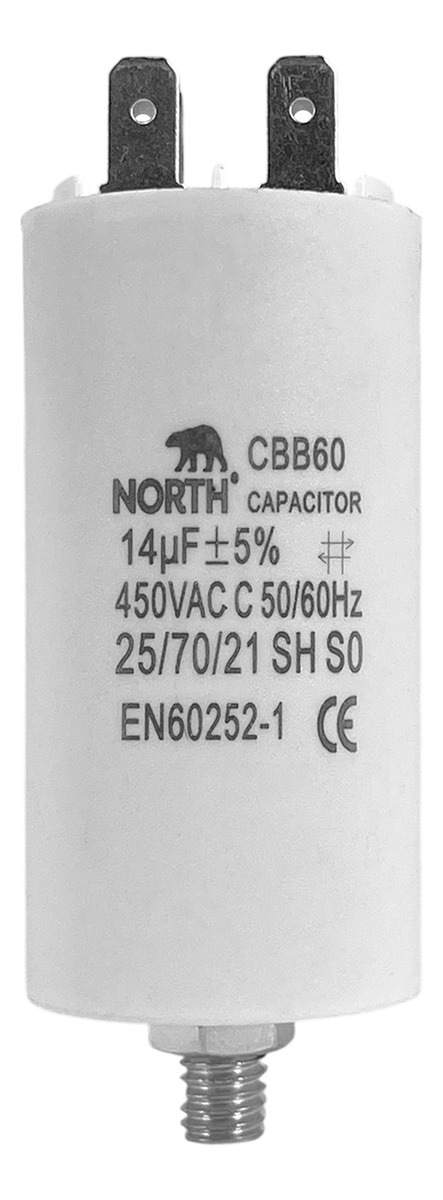 CBB60
NORTH® CAPACITOR
14µF±5%
450VAC C 50/60Hz
25/70/21 SH S0
EN60252-1 CE